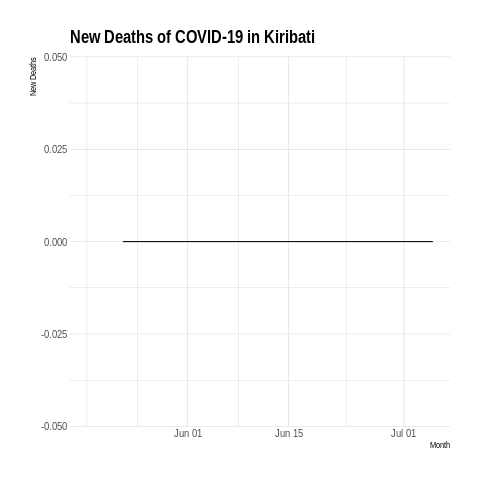 New Deaths of COVID-19 in Kiribati
New Deaths
0.050
0.025
0.000
-0.025
-0.050
Jun 01 Jun 15 Jul 01
Month